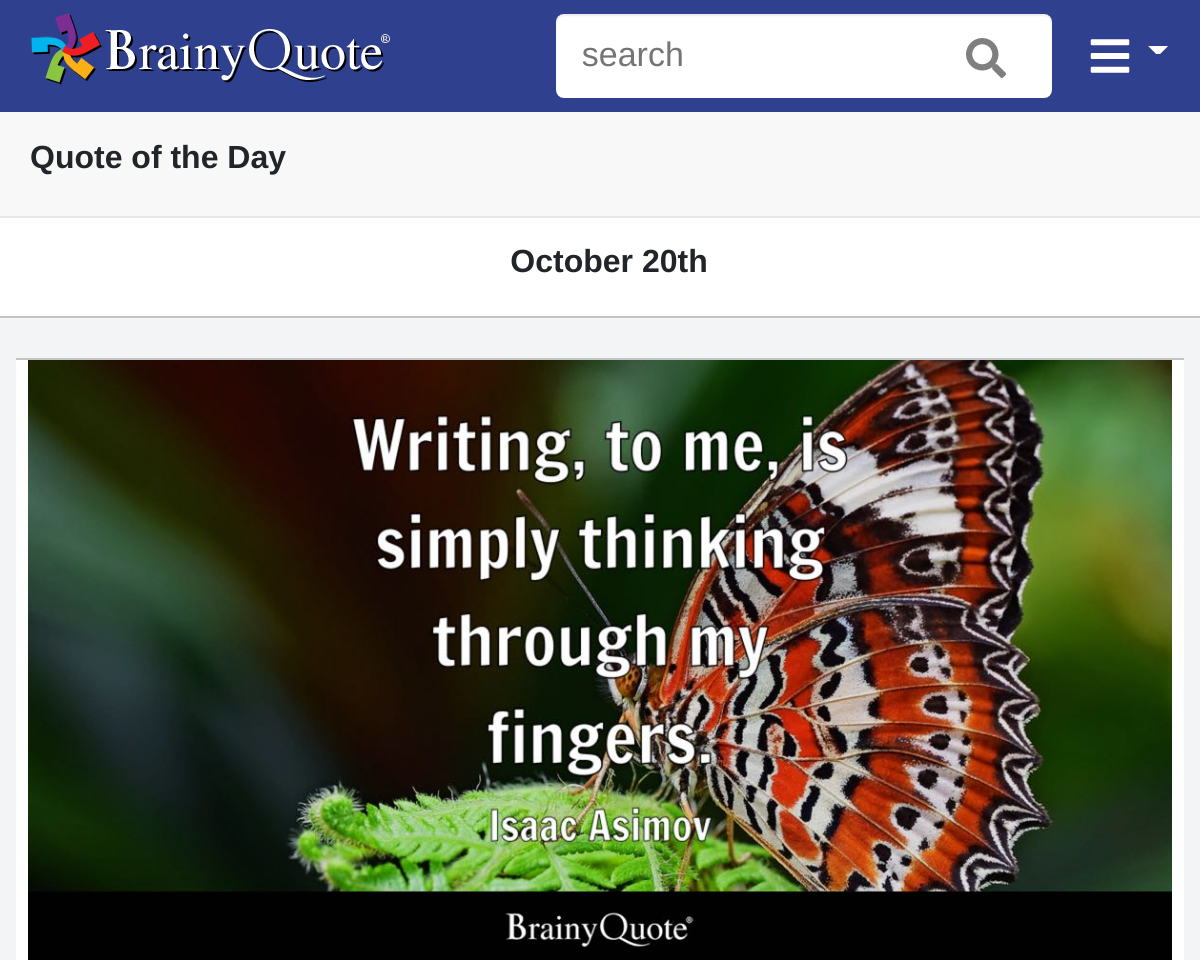 BrainyQuote®
search
Quote of the Day
October 20th
Writing, to me, is
simply thinking
through my
fingers.
Isaac Asimov
BrainyQuote®